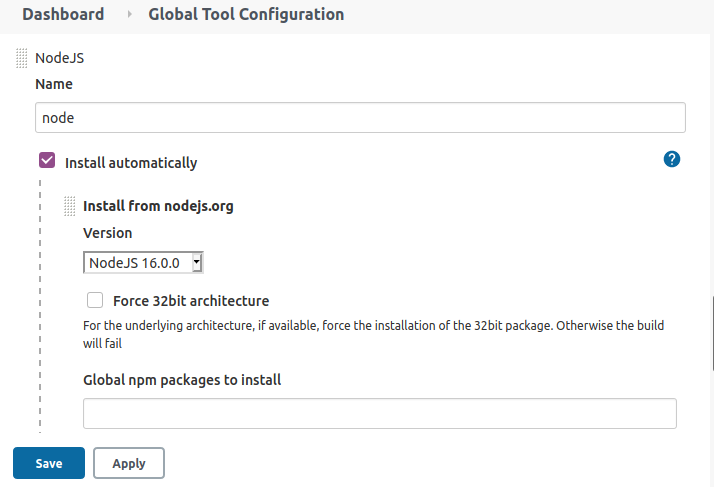 Dashboard
Global Tool Configuration
NodeJS
Name
node
Install automatically
?
Install from nodejs.org
Version
NodeJS 16.0.0
Force 32bit architecture
For the underlying architecture, if available, force the installation of the 32bit package. Otherwise the build
will fail
Global npm packages to install
Save
Apply